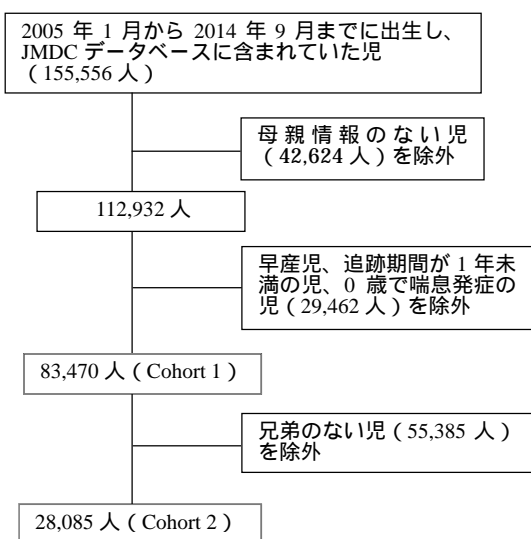 2005 年 1 月から 2014 年 9 月までに出生し、
JMDC データベースに含まれていた児
(155,556 人)
母親情報のない児
(42,624 人)を除外
112,932 人
早産児、追跡期間が 1 年未
満の児、0 歳で喘息発症の
児(29,462 人)を除外
83,470 人(Cohort 1)
兄弟のない児(55,385 人)
を除外
28,085 人(Cohort 2)